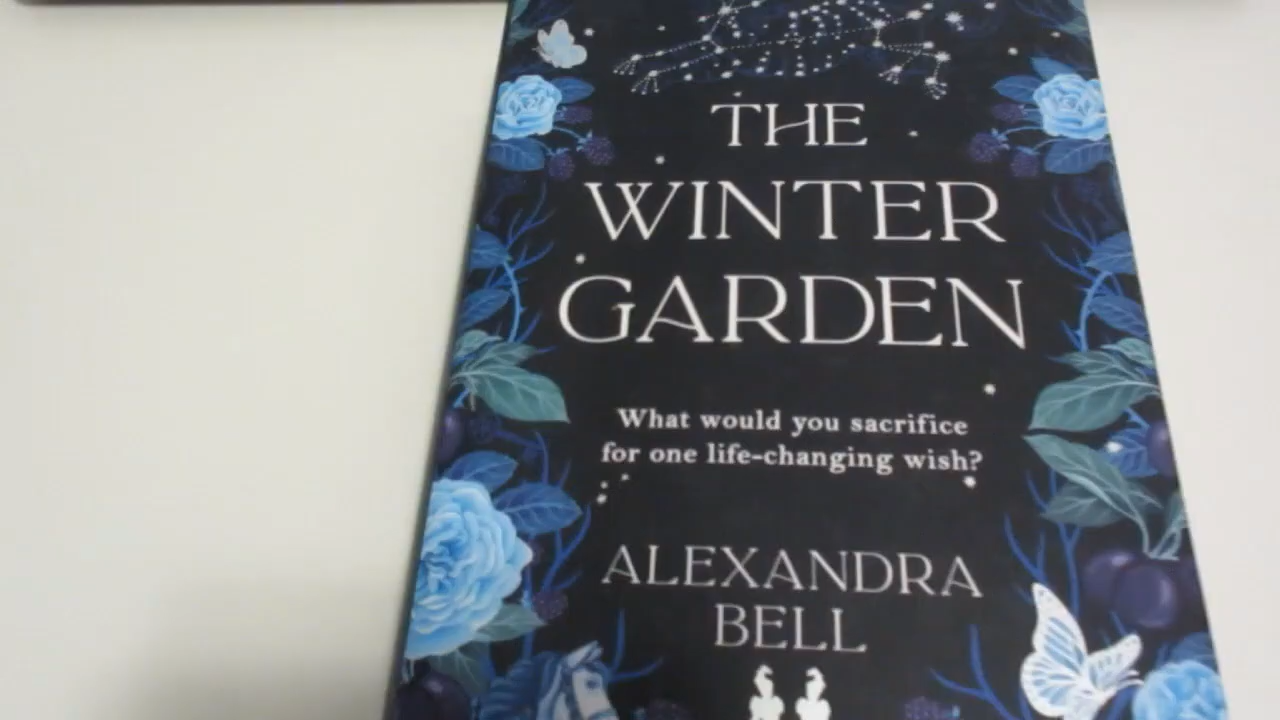 THE
WINTER
GARDEN
What would you sacrifice
for one life-changing wish?
ALEXANDRA
BELL